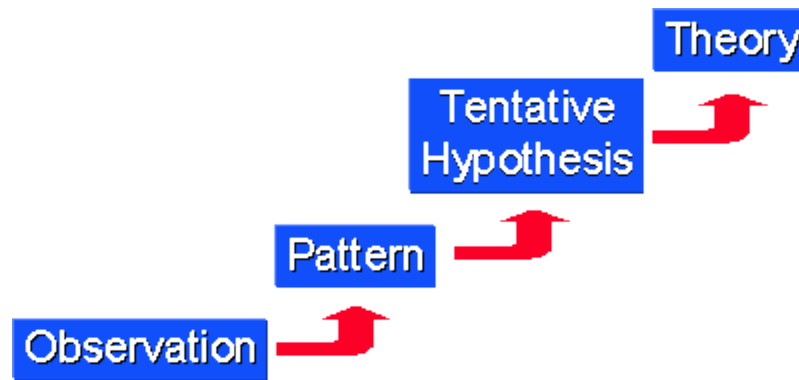 Theory
Tentative
Hypothesis
Pattern
Observation